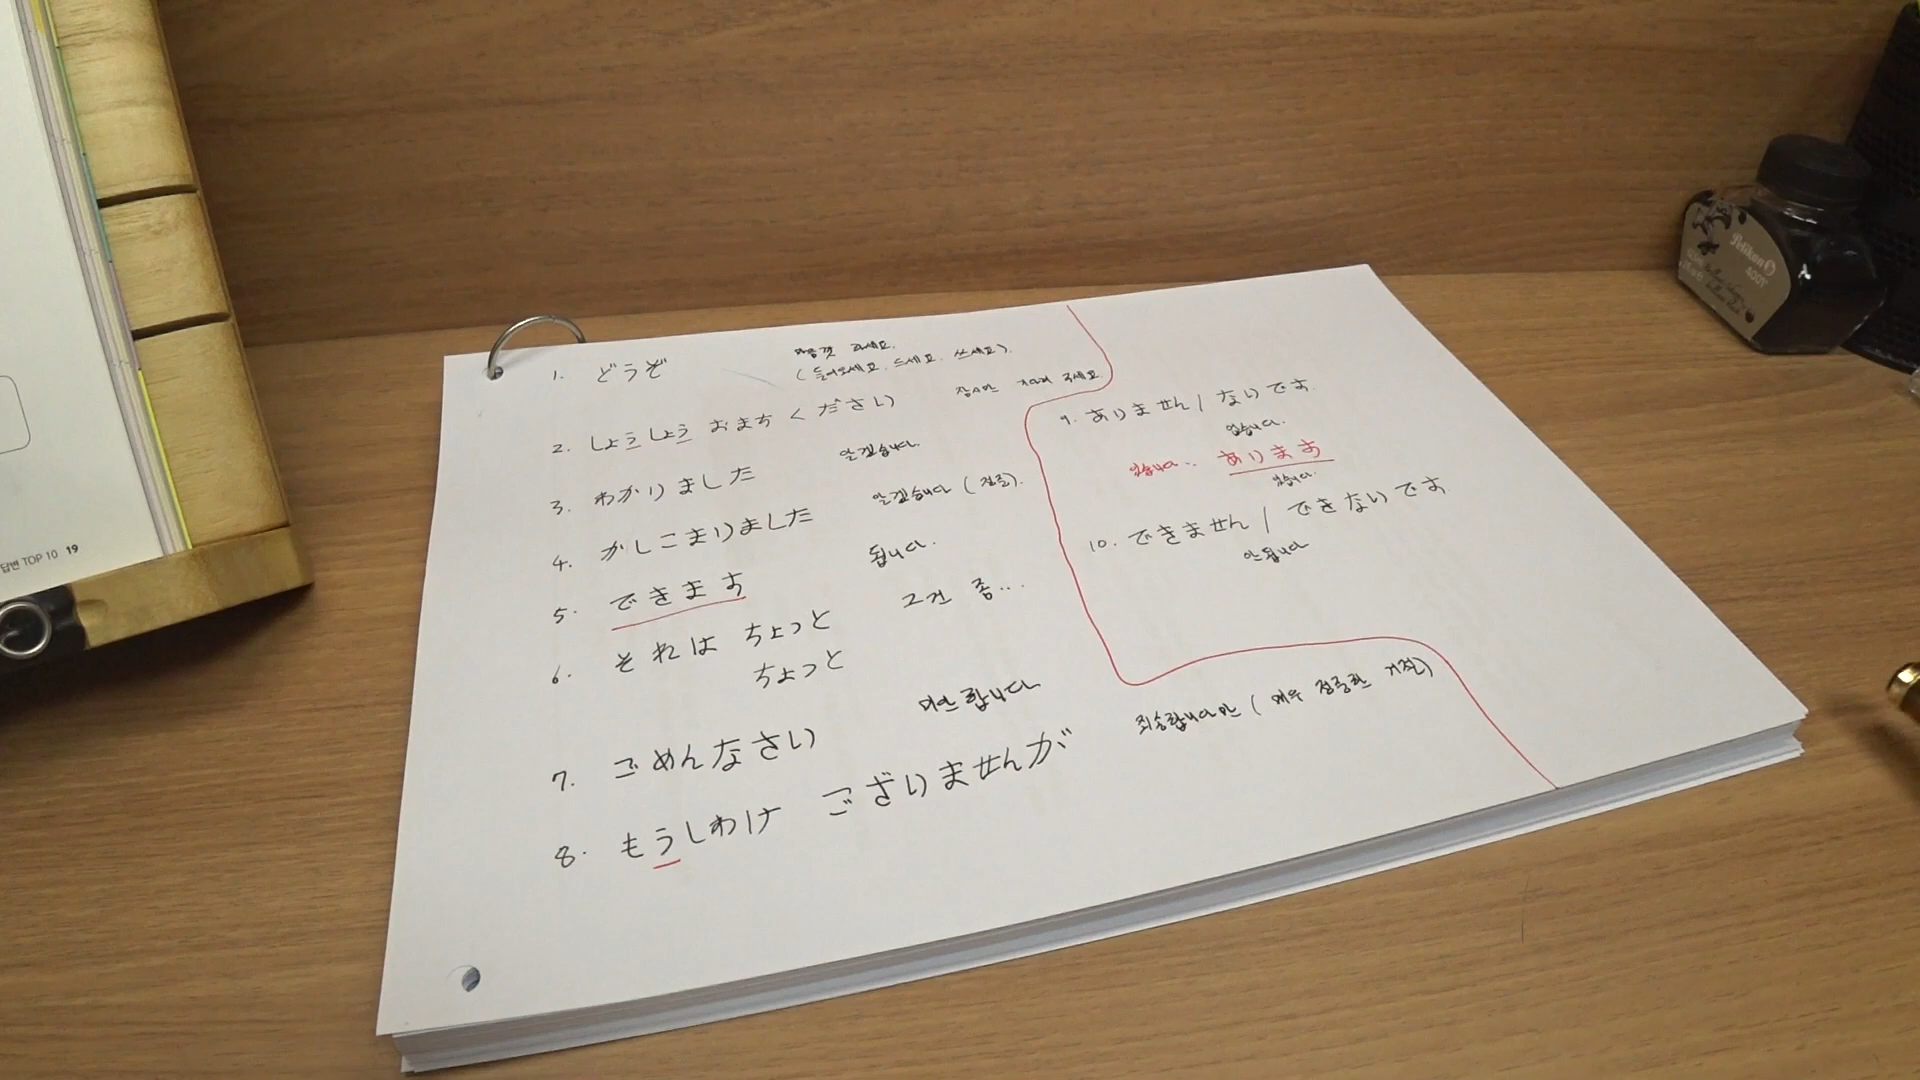 답변 TOP 10 19
1. どうぞ 마음껏 하세요.
(들어오세요. 드세요. 쓰세요).
2. しょうしょう おまち ください 잠시만 기다려 주세요.
3. わかりました 알겠습니다.
4. かしこまりました 알겠습니다 (정중).
5. できます 됩니다.
6. それは ちょっと 그건 좀...
ちょっと
7. ごめんなさい 미안합니다
8. もうしわけ ございませんが 죄송합니다만 (매우 정중한 거절)
9. ありません / ないです.
없습니다.
있습니다.. あります
있습니다.
10. できません / できないです.
안됩니다
Pelikan
4001